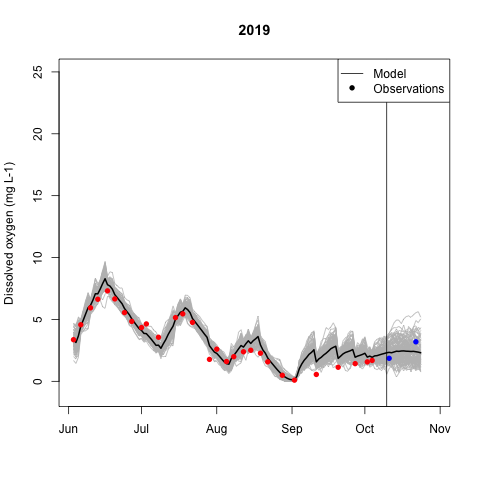 2019
Model
Observations
Dissolved oxygen (mg L-1)
25
20
15
10
5
0
Jun Jul Aug Sep Oct Nov